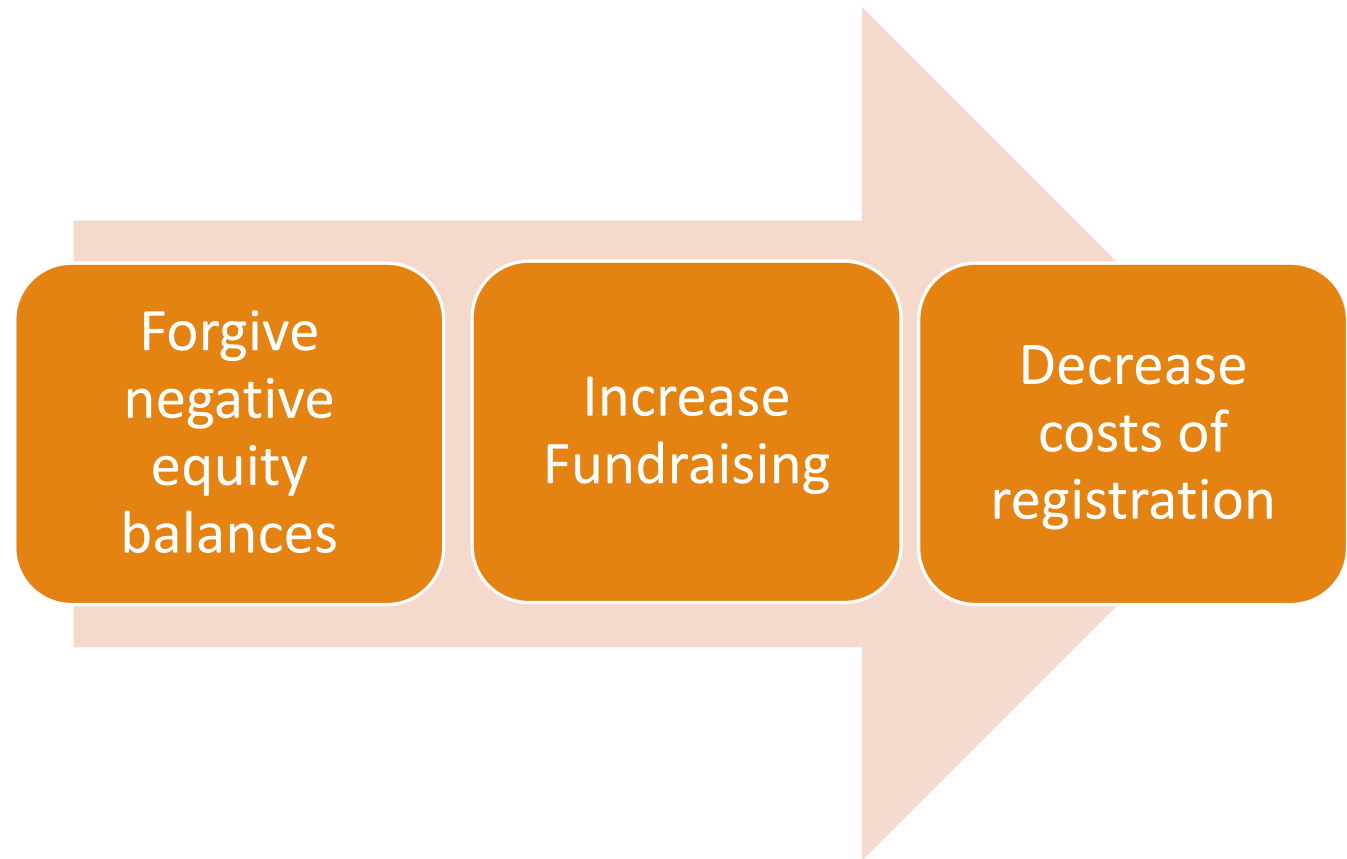 Forgive
negative
equity
balances
Increase
Fundraising
Decrease
costs of
registration